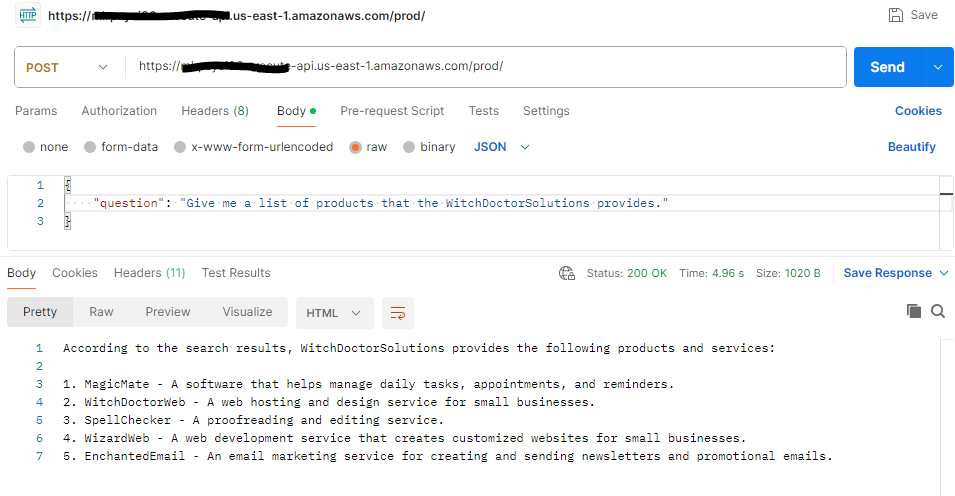 HTTP https:// .us-east-1.amazonaws.com/prod/ Save
POST https:// -api.us-east-1.amazonaws.com/prod/ Send
Params Authorization Headers (8) Body Pre-request Script Tests Settings Cookies
none form-data x-www-form-urlencoded raw binary JSON Beautify
1 {
2 "question": "Give me a list of products that the WitchDoctorSolutions provides."
3 }
Body Cookies Headers (11) Test Results Status: 200 OK Time: 4.96 s Size: 1020 B Save Response
Pretty Raw Preview Visualize HTML
1 According to the search results, WitchDoctorSolutions provides the following products and services:
2
3 1. MagicMate - A software that helps manage daily tasks, appointments, and reminders.
4 2. WitchDoctorWeb - A web hosting and design service for small businesses.
5 3. SpellChecker - A proofreading and editing service.
6 4. WizardWeb - A web development service that creates customized websites for small businesses.
7 5. EnchantedEmail - An email marketing service for creating and sending newsletters and promotional emails.